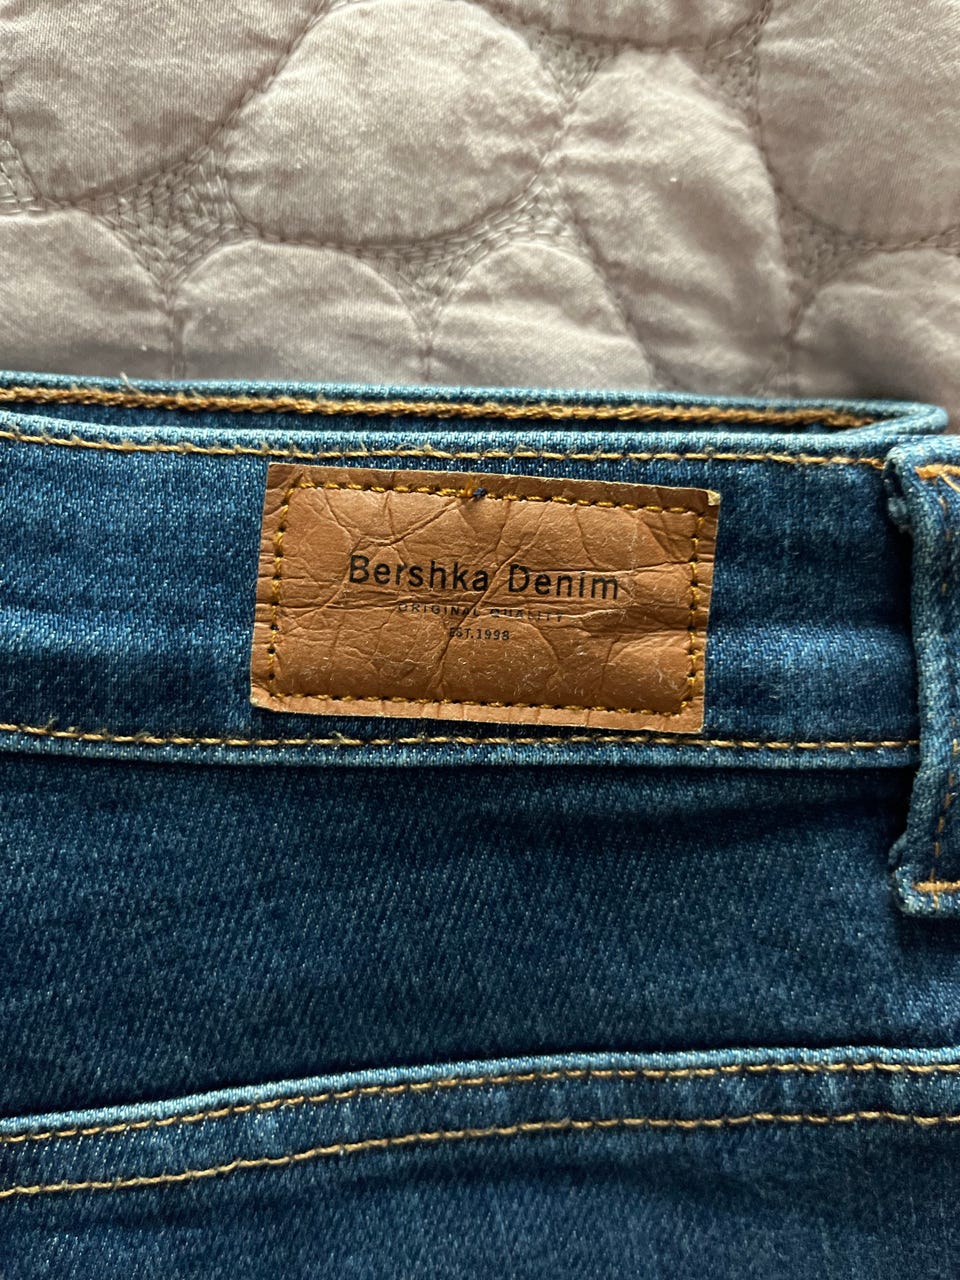 Bershka Denim
ORIGINAL QUALITY
EST.1998